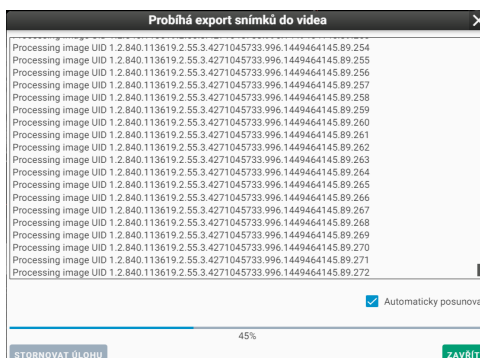 Probíhá export snímků do videa
Processing image UID 1.2.840.113619.2.55.3.4271045733.996.1449464145.89.254
Processing image UID 1.2.840.113619.2.55.3.4271045733.996.1449464145.89.255
Processing image UID 1.2.840.113619.2.55.3.4271045733.996.1449464145.89.256
Processing image UID 1.2.840.113619.2.55.3.4271045733.996.1449464145.89.257
Processing image UID 1.2.840.113619.2.55.3.4271045733.996.1449464145.89.258
Processing image UID 1.2.840.113619.2.55.3.4271045733.996.1449464145.89.259
Processing image UID 1.2.840.113619.2.55.3.4271045733.996.1449464145.89.260
Processing image UID 1.2.840.113619.2.55.3.4271045733.996.1449464145.89.261
Processing image UID 1.2.840.113619.2.55.3.4271045733.996.1449464145.89.262
Processing image UID 1.2.840.113619.2.55.3.4271045733.996.1449464145.89.263
Processing image UID 1.2.840.113619.2.55.3.4271045733.996.1449464145.89.264
Processing image UID 1.2.840.113619.2.55.3.4271045733.996.1449464145.89.265
Processing image UID 1.2.840.113619.2.55.3.4271045733.996.1449464145.89.266
Processing image UID 1.2.840.113619.2.55.3.4271045733.996.1449464145.89.267
Processing image UID 1.2.840.113619.2.55.3.4271045733.996.1449464145.89.268
Processing image UID 1.2.840.113619.2.55.3.4271045733.996.1449464145.89.269
Processing image UID 1.2.840.113619.2.55.3.4271045733.996.1449464145.89.270
Processing image UID 1.2.840.113619.2.55.3.4271045733.996.1449464145.89.271
Processing image UID 1.2.840.113619.2.55.3.4271045733.996.1449464145.89.272
Automaticky posunova
45%
STORNOVAT ÚLOHU
ZAVŘÍT